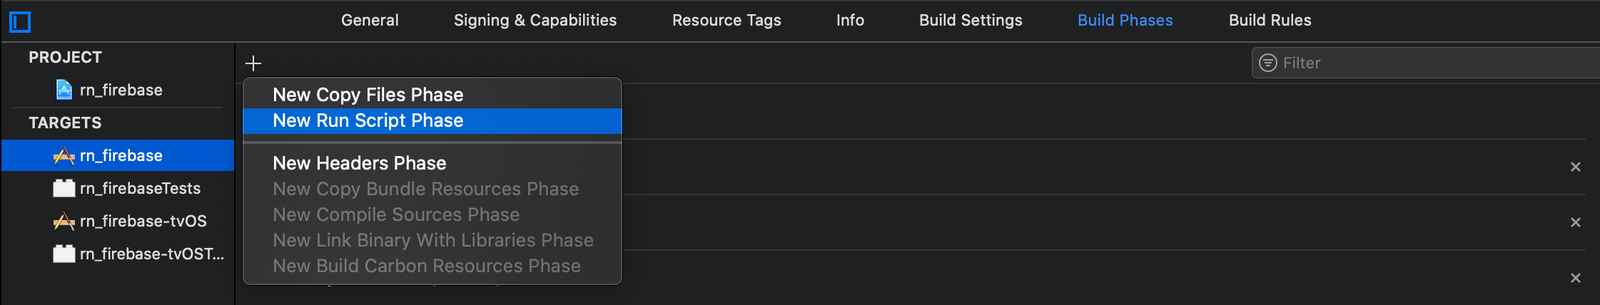 General Signing & Capabilities Resource Tags Info Build Settings Build Phases Build Rules
PROJECT
rn_firebase
TARGETS
rn_firebase
rn_firebaseTests
rn_firebase-tvOS
rn_firebase-tvOST...
Filter
New Copy Files Phase
New Run Script Phase
New Headers Phase
New Copy Bundle Resources Phase
New Compile Sources Phase
New Link Binary With Libraries Phase
New Build Carbon Resources Phase